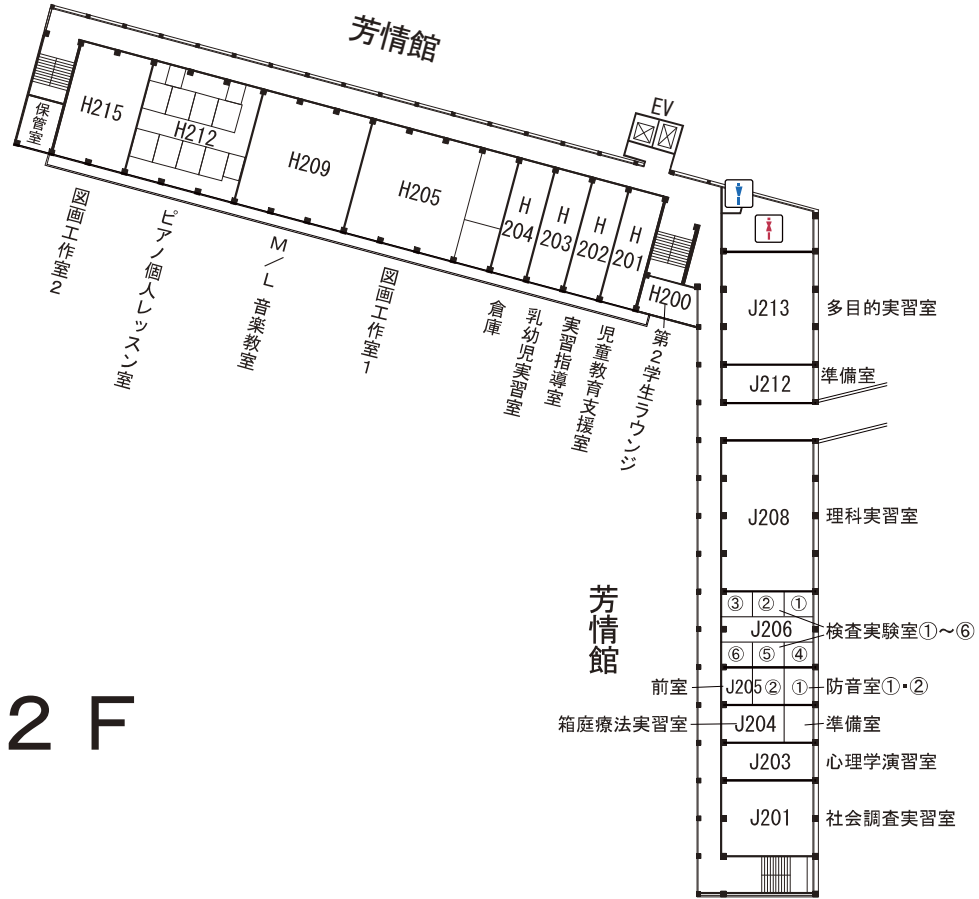 芳情館
EV
保管室
H215
H212
H209
H205
H204
H203
H202
H201
H200
図画工作室2
ピアノ個人レッスン室
M/L 音楽教室
図画工作室1
倉庫
乳幼児実習室
実習指導室
児童教育支援室
第2学生ラウンジ
J213 多目的実習室
J212 準備室
J208 理科実習室
芳情館
③ ② ①
J206 検査実験室①～⑥
⑥ ⑤ ④
前室 J205 ② ① 防音室①・②
箱庭療法実習室 J204 準備室
J203 心理学演習室
J201 社会調査実習室
2F